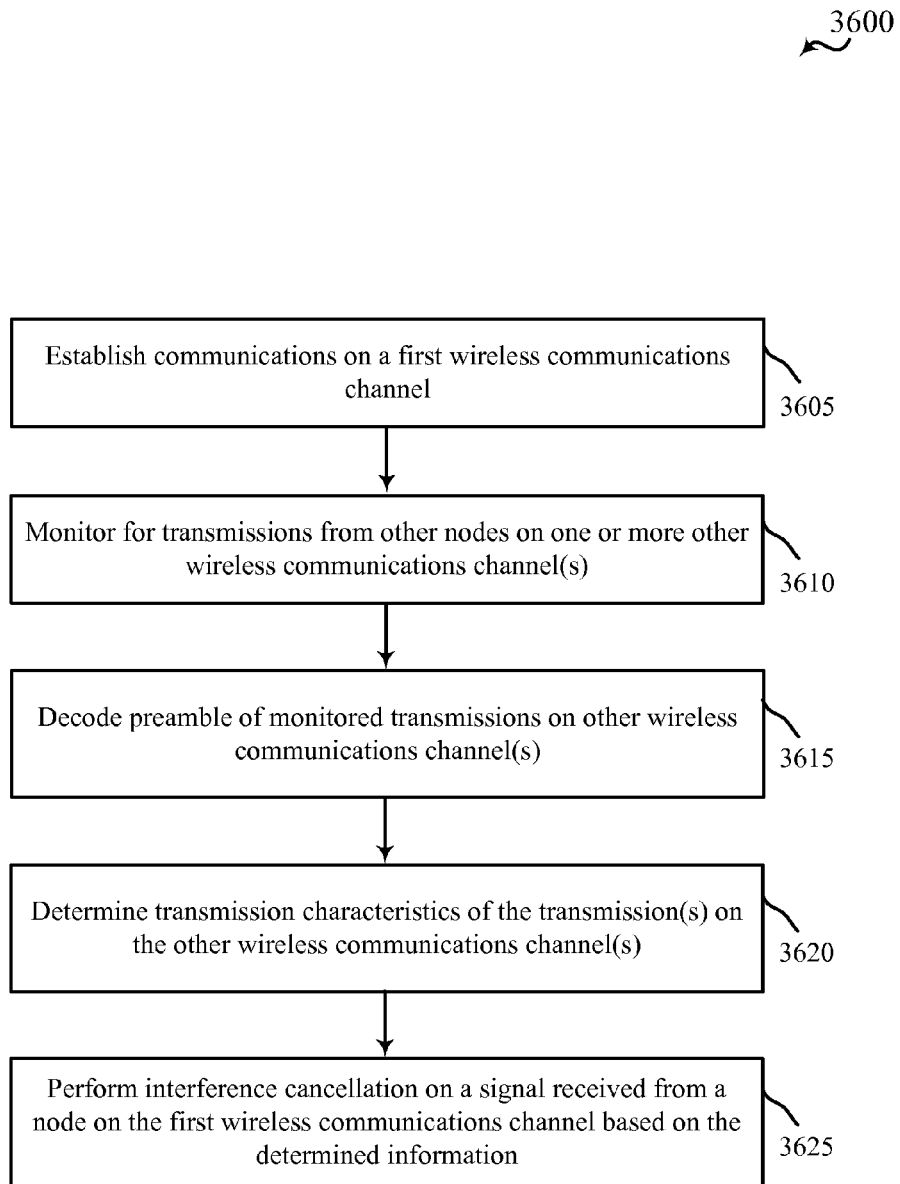 3600
Establish communications on a first wireless communications
channel
3605
Monitor for transmissions from other nodes on one or more other
wireless communications channel(s)
3610
Decode preamble of monitored transmissions on other wireless
communications channel(s)
3615
Determine transmission characteristics of the transmission(s) on
the other wireless communications channel(s)
3620
Perform interference cancellation on a signal received from a
node on the first wireless communications channel based on the
determined information
3625